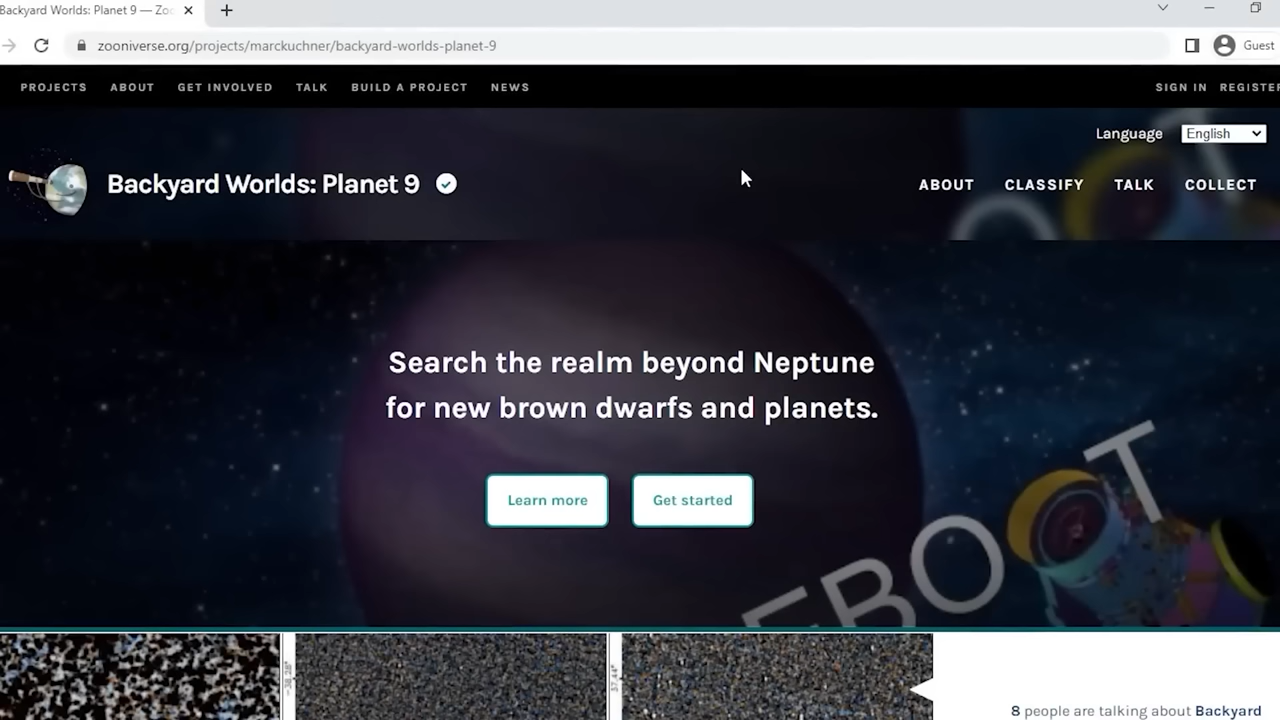 Backyard Worlds: Planet 9 — Zo
zooniverse.org/projects/marckuchner/backyard-worlds-planet-9
Guest
PROJECTS ABOUT GET INVOLVED TALK BUILD A PROJECT NEWS
SIGN IN REGISTER
Language English
Backyard Worlds: Planet 9
ABOUT CLASSIFY TALK COLLECT
Search the realm beyond Neptune
for new brown dwarfs and planets.
Learn more Get started
EBO T
8 people are talking about Backyard